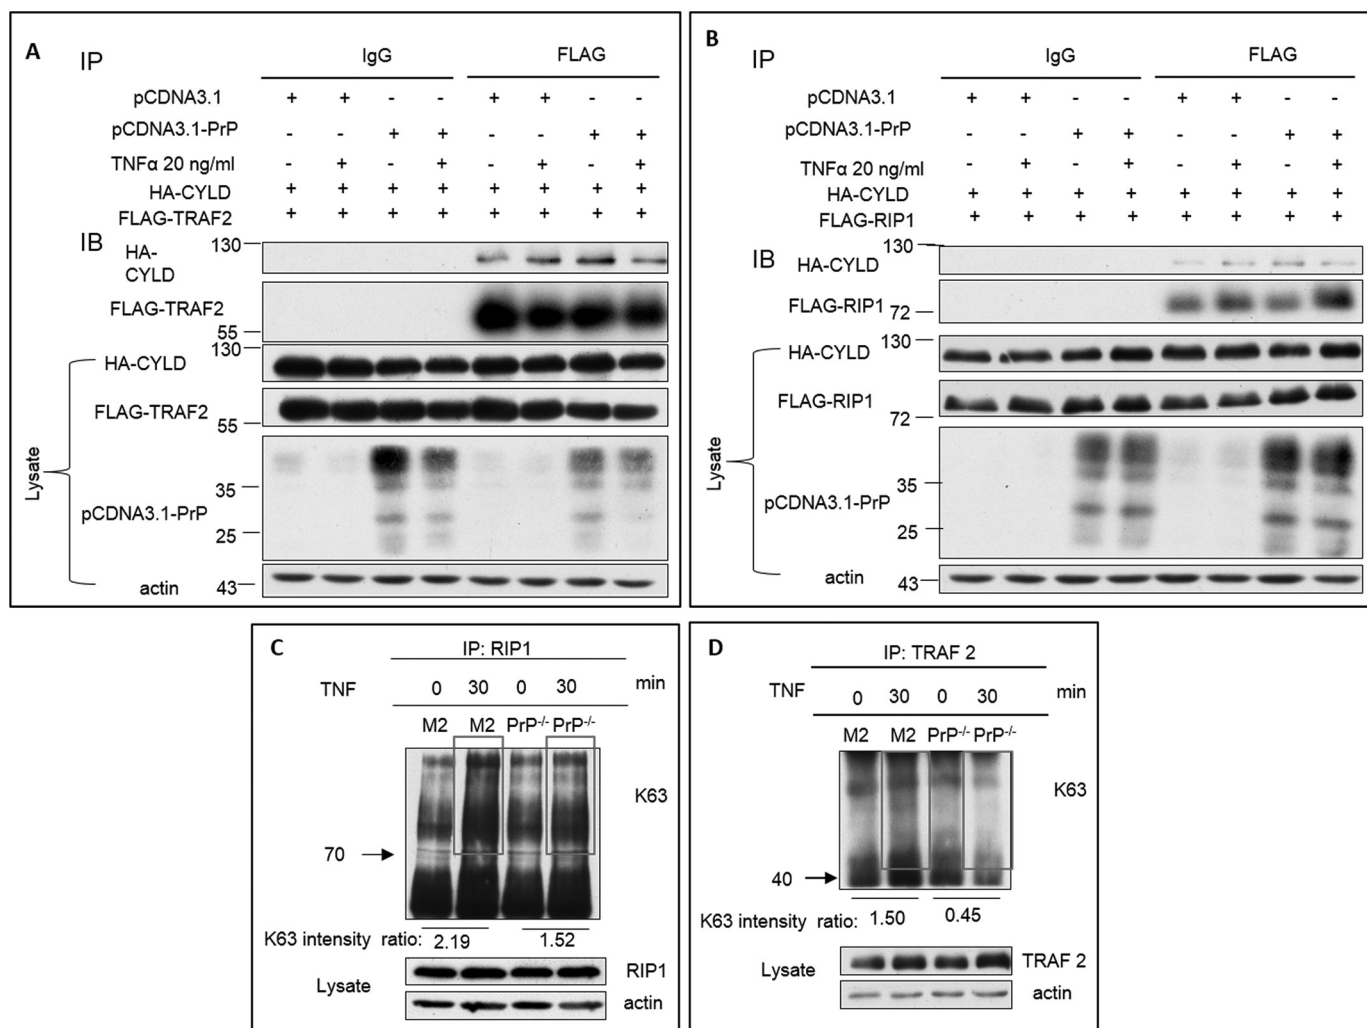 A
IP
IgG
FLAG
pCDNA3.1 + + - - + + - -
pCDNA3.1-PrP - - + + - - + +
TNFα 20 ng/ml - + - + - + - +
HA-CYLD + + + + + + + +
FLAG-TRAF2 + + + + + + + +
IB
HA-
CYLD
130
FLAG-TRAF2
55
HA-CYLD
130
FLAG-TRAF2
55
Lysate
pCDNA3.1-PrP
35
25
actin
43
B
IP
IgG
FLAG
pCDNA3.1 + + - - + + - -
pCDNA3.1-PrP - - + + - - + +
TNFα 20 ng/ml - + - + - + - +
HA-CYLD + + + + + + + +
FLAG-RIP1 + + + + + + + +
IB
HA-CYLD
130
FLAG-RIP1
72
HA-CYLD
130
FLAG-RIP1
72
Lysate
pCDNA3.1-PrP
35
25
actin
43
C
IP: RIP1
TNF 0 30 0 30 min
M2 M2 PrP-/- PrP-/-
K63
70
K63 intensity ratio: 2.19 1.52
Lysate
RIP1
actin
D
IP: TRAF 2
TNF 0 30 0 30 min
M2 M2 PrP-/- PrP-/-
K63
40
K63 intensity ratio: 1.50 0.45
Lysate
TRAF 2
actin